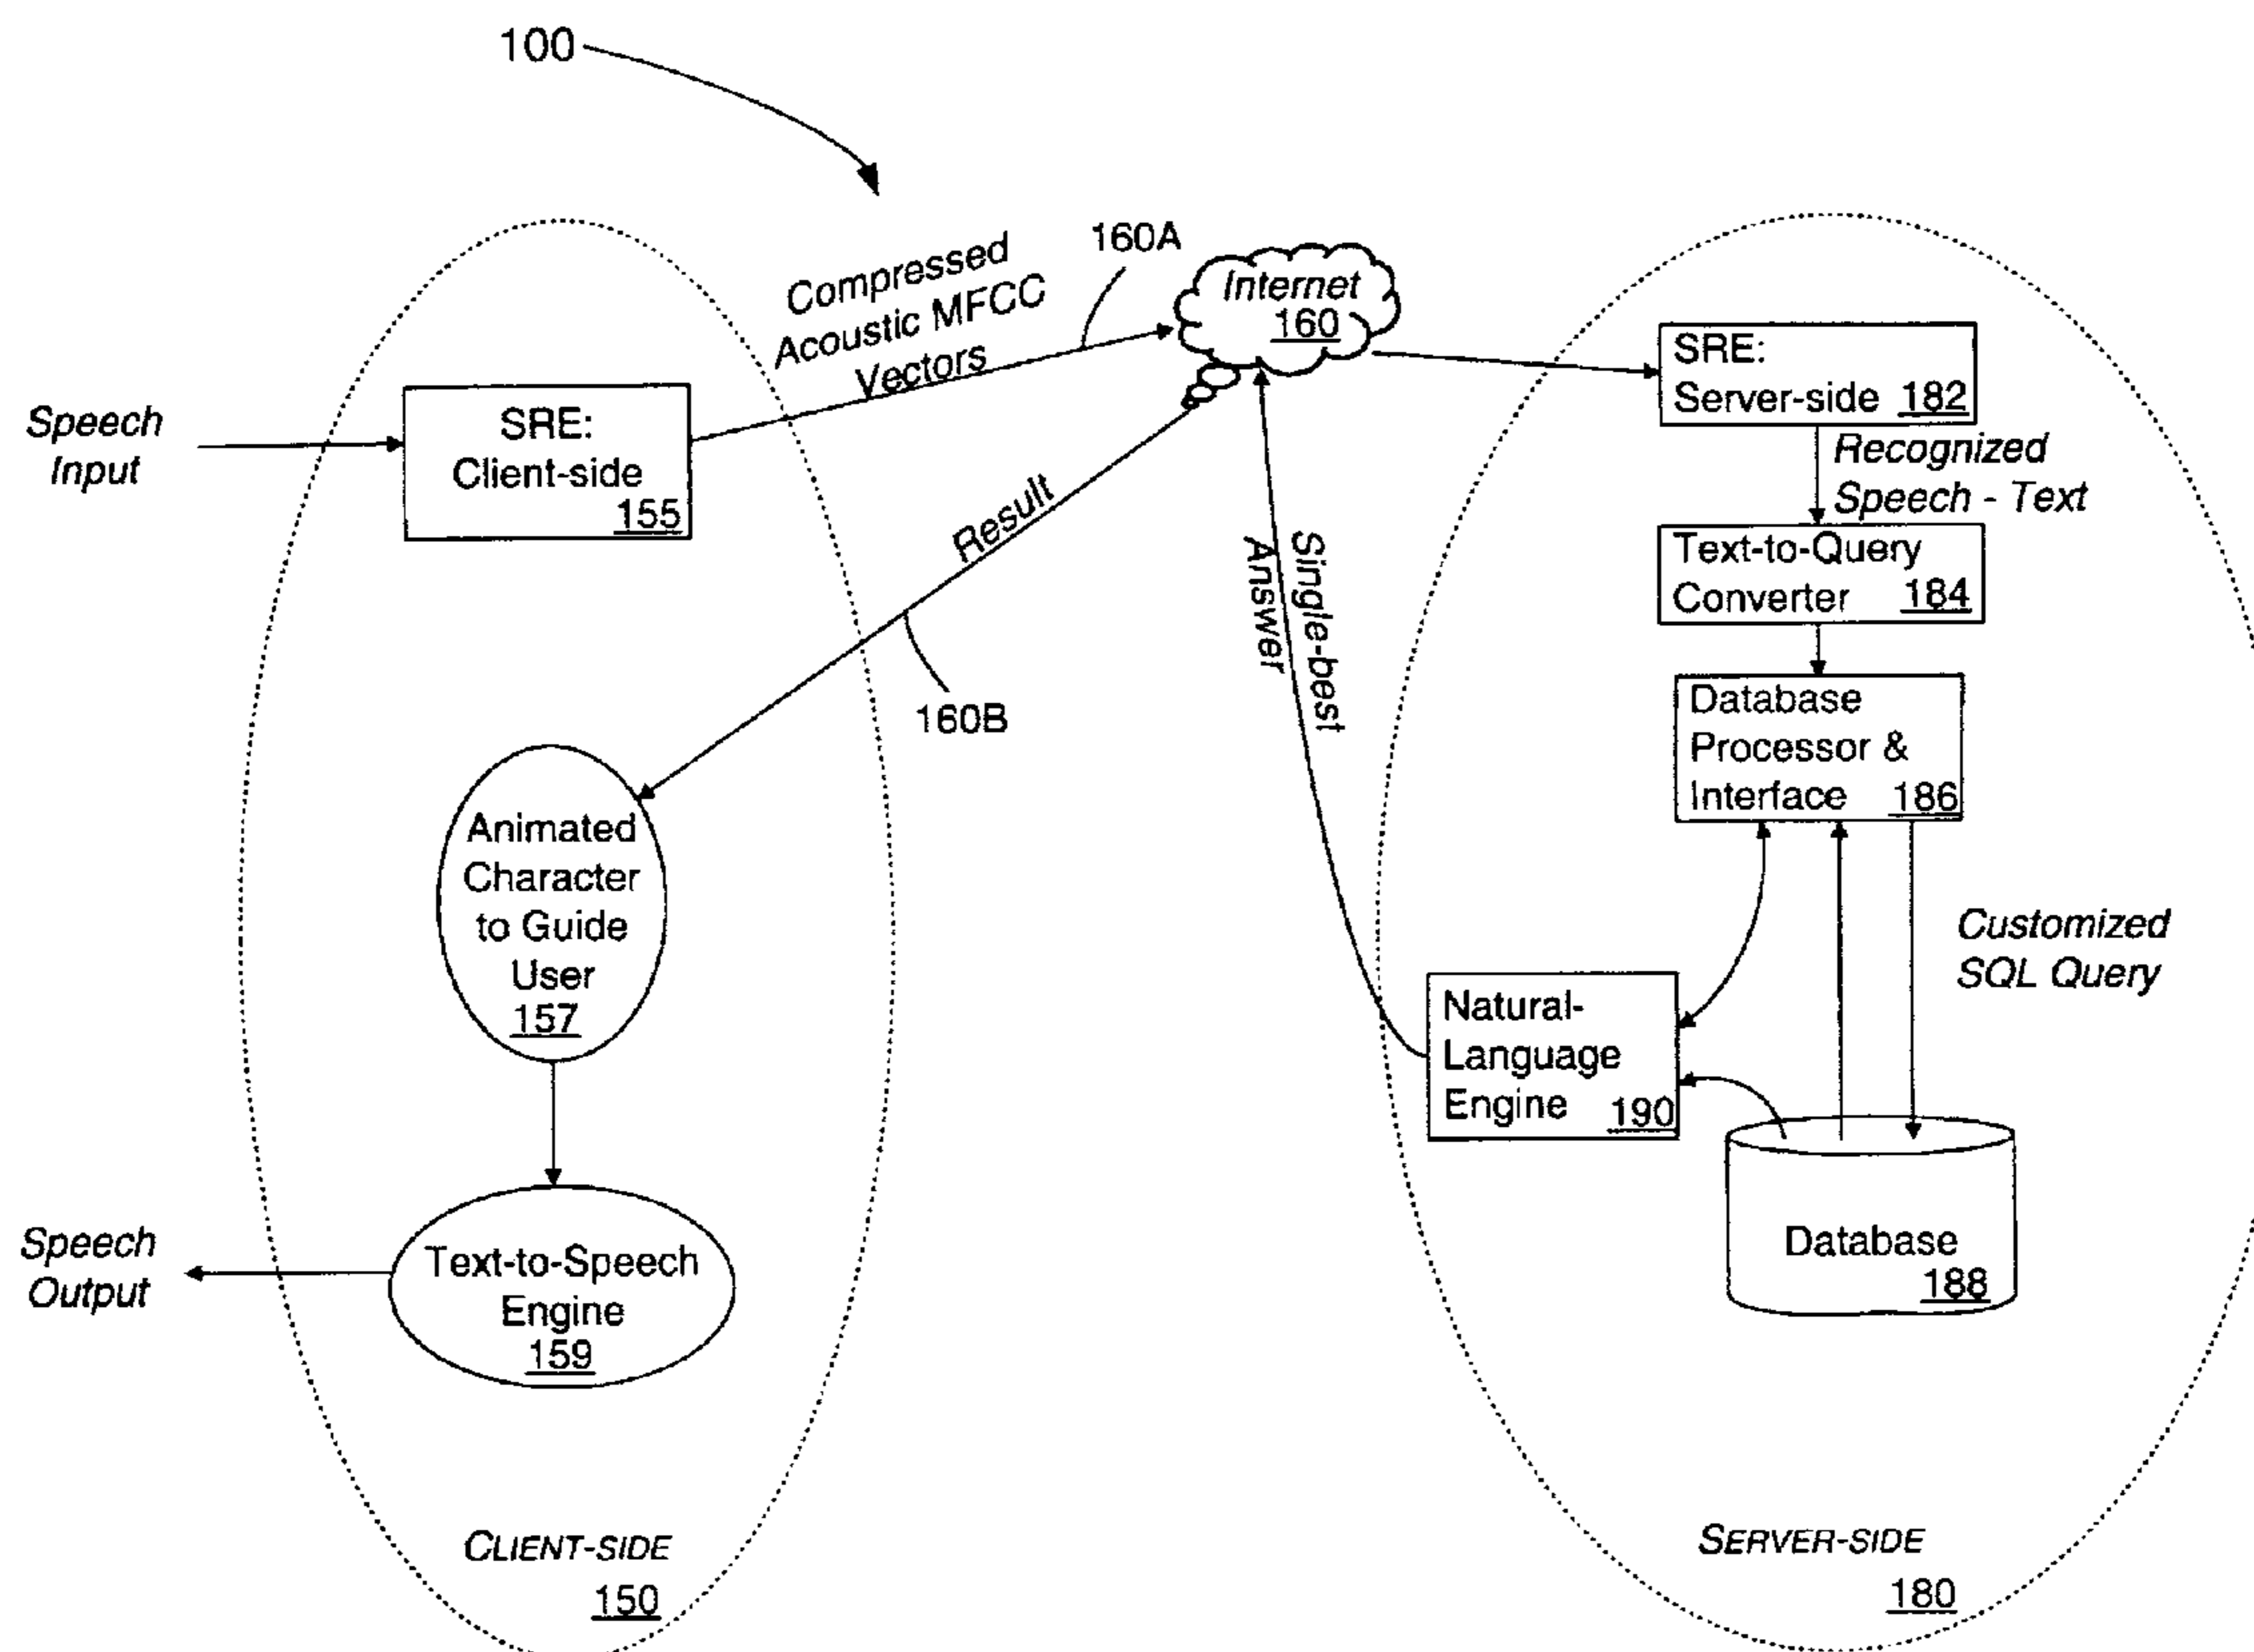 100
160A
Compressed
Acoustic MFCC
Vectors
Internet
160
Speech
Input
SRE:
Client-side
155
SRE:
Server-side 182
Recognized
Speech - Text
Text-to-Query
Converter 184
Result
Single-best
Answer
160B
Database
Processor &
Interface 186
Animated
Character
to Guide
User
157
Customized
SQL Query
Natural-
Language
Engine 190
Speech
Output
Text-to-Speech
Engine
159
Database
188
CLIENT-SIDE
150
SERVER-SIDE
180